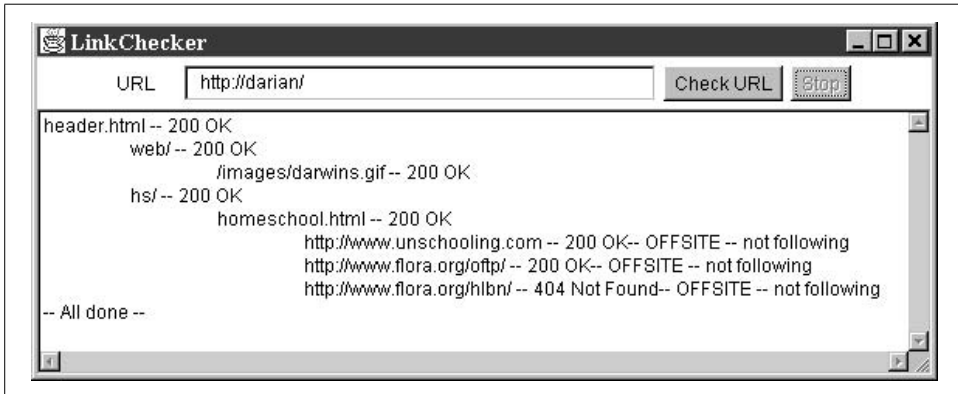 LinkChecker
URL http://darian/ Check URL Stop
header.html -- 200 OK
web/ -- 200 OK
/images/darwins.gif -- 200 OK
hs/ -- 200 OK
homeschool.html -- 200 OK
http://www.unschooling.com -- 200 OK-- OFFSITE -- not following
http://www.flora.org/oftp/ -- 200 OK-- OFFSITE -- not following
http://www.flora.org/hlbn/ -- 404 Not Found-- OFFSITE -- not following
-- All done --